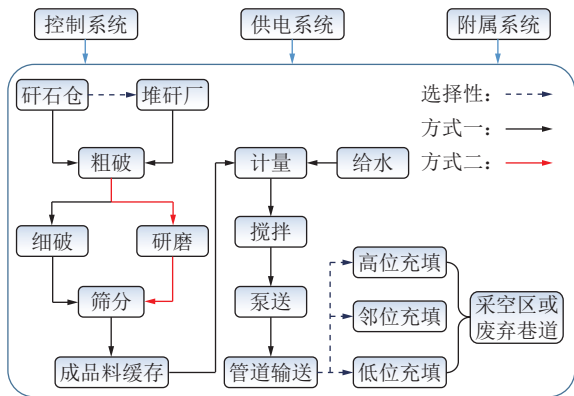 控制系统
供电系统
附属系统
矸石仓
堆矸厂
选择性：
方式一：
方式二：
粗破
计量
给水
细破
研磨
搅拌
筛分
泵送
成品料缓存
管道输送
高位充填
邻位充填
低位充填
采空区或
废弃巷道